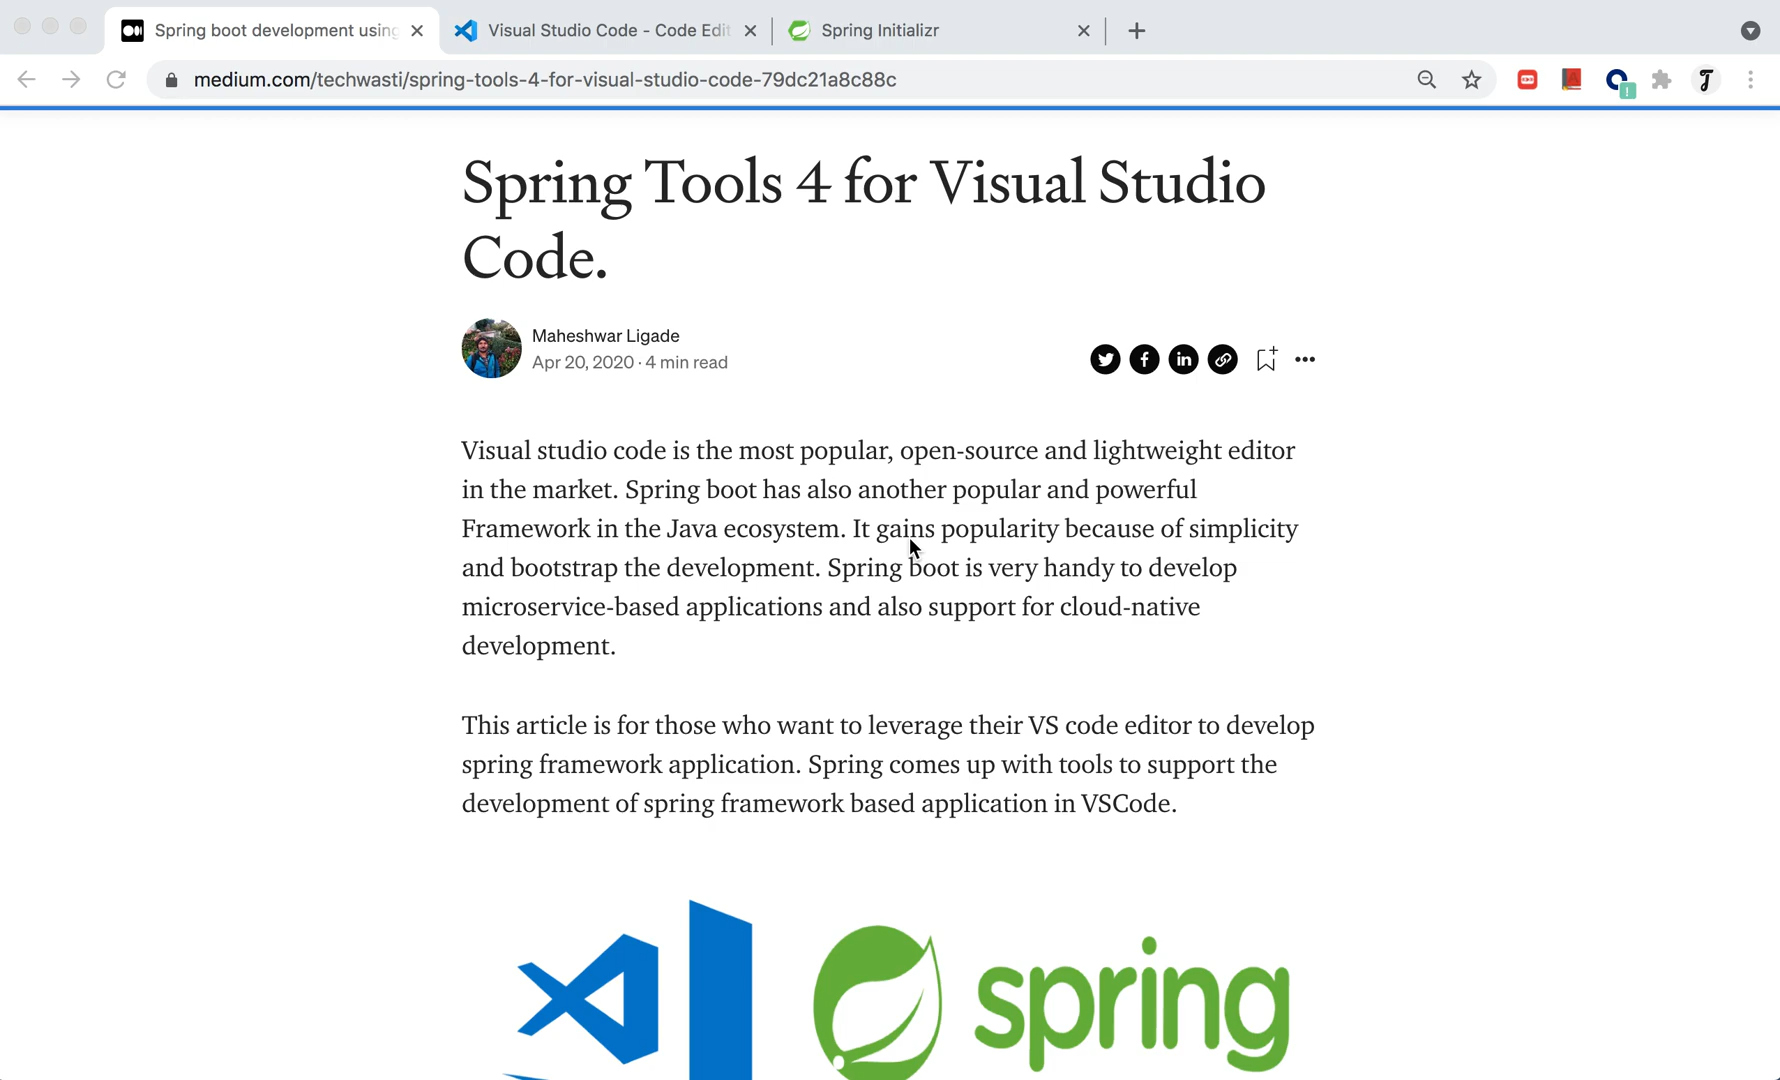 Spring boot development using
Visual Studio Code - Code Edit
Spring Initializr
medium.com/techwasti/spring-tools-4-for-visual-studio-code-79dc21a8c88c
Spring Tools 4 for Visual Studio
Code.
Maheshwar Ligade
Apr 20, 2020 · 4 min read
Visual studio code is the most popular, open-source and lightweight editor
in the market. Spring boot has also another popular and powerful
Framework in the Java ecosystem. It gains popularity because of simplicity
and bootstrap the development. Spring boot is very handy to develop
microservice-based applications and also support for cloud-native
development.
This article is for those who want to leverage their VS code editor to develop
spring framework application. Spring comes up with tools to support the
development of spring framework based application in VSCode.
spring